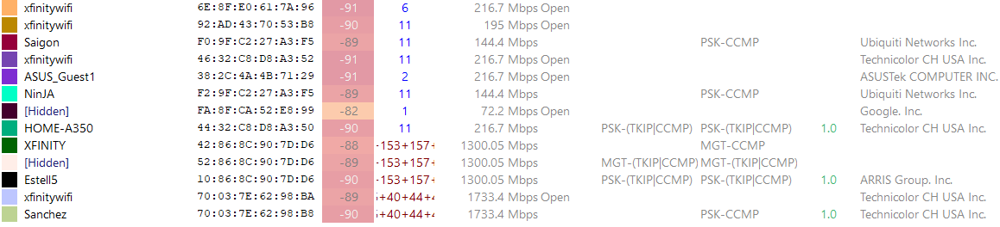 xfinitywifi 6E:8F:E0:61:7A:96 -91 6 216.7 Mbps Open
xfinitywifi 92:AD:43:70:53:B8 -90 11 195 Mbps Open
Saigon F0:9F:C2:27:A3:F5 -89 11 144.4 Mbps PSK-CCMP Ubiquiti Networks Inc.
xfinitywifi 46:32:C8:D8:A3:52 -91 11 216.7 Mbps Open Technicolor CH USA Inc.
ASUS_Guest1 38:2C:4A:4B:71:29 -91 2 216.7 Mbps Open ASUSTek COMPUTER INC.
NinJA F2:9F:C2:27:A3:F5 -89 11 144.4 Mbps PSK-CCMP Ubiquiti Networks Inc.
[Hidden] FA:8F:CA:52:E8:99 -82 1 72.2 Mbps Open Google. Inc.
HOME-A350 44:32:C8:D8:A3:50 -90 11 216.7 Mbps PSK-(TKIP|CCMP) PSK-(TKIP|CCMP) 1.0 Technicolor CH USA Inc.
XFINITY 42:86:8C:90:7D:D6 -88 -153+157+ 1300.05 Mbps MGT-CCMP
[Hidden] 52:86:8C:90:7D:D6 -89 -153+157+ 1300.05 Mbps MGT-(TKIP|CCMP) MGT-(TKIP|CCMP)
Estell5 10:86:8C:90:7D:D6 -90 -153+157+ 1300.05 Mbps PSK-(TKIP|CCMP) PSK-(TKIP|CCMP) 1.0 ARRIS Group. Inc.
xfinitywifi 70:03:7E:62:98:BA -89 +40+44+4 1733.4 Mbps Open Technicolor CH USA Inc.
Sanchez 70:03:7E:62:98:B8 -90 +40+44+4 1733.4 Mbps PSK-CCMP 1.0 Technicolor CH USA Inc.